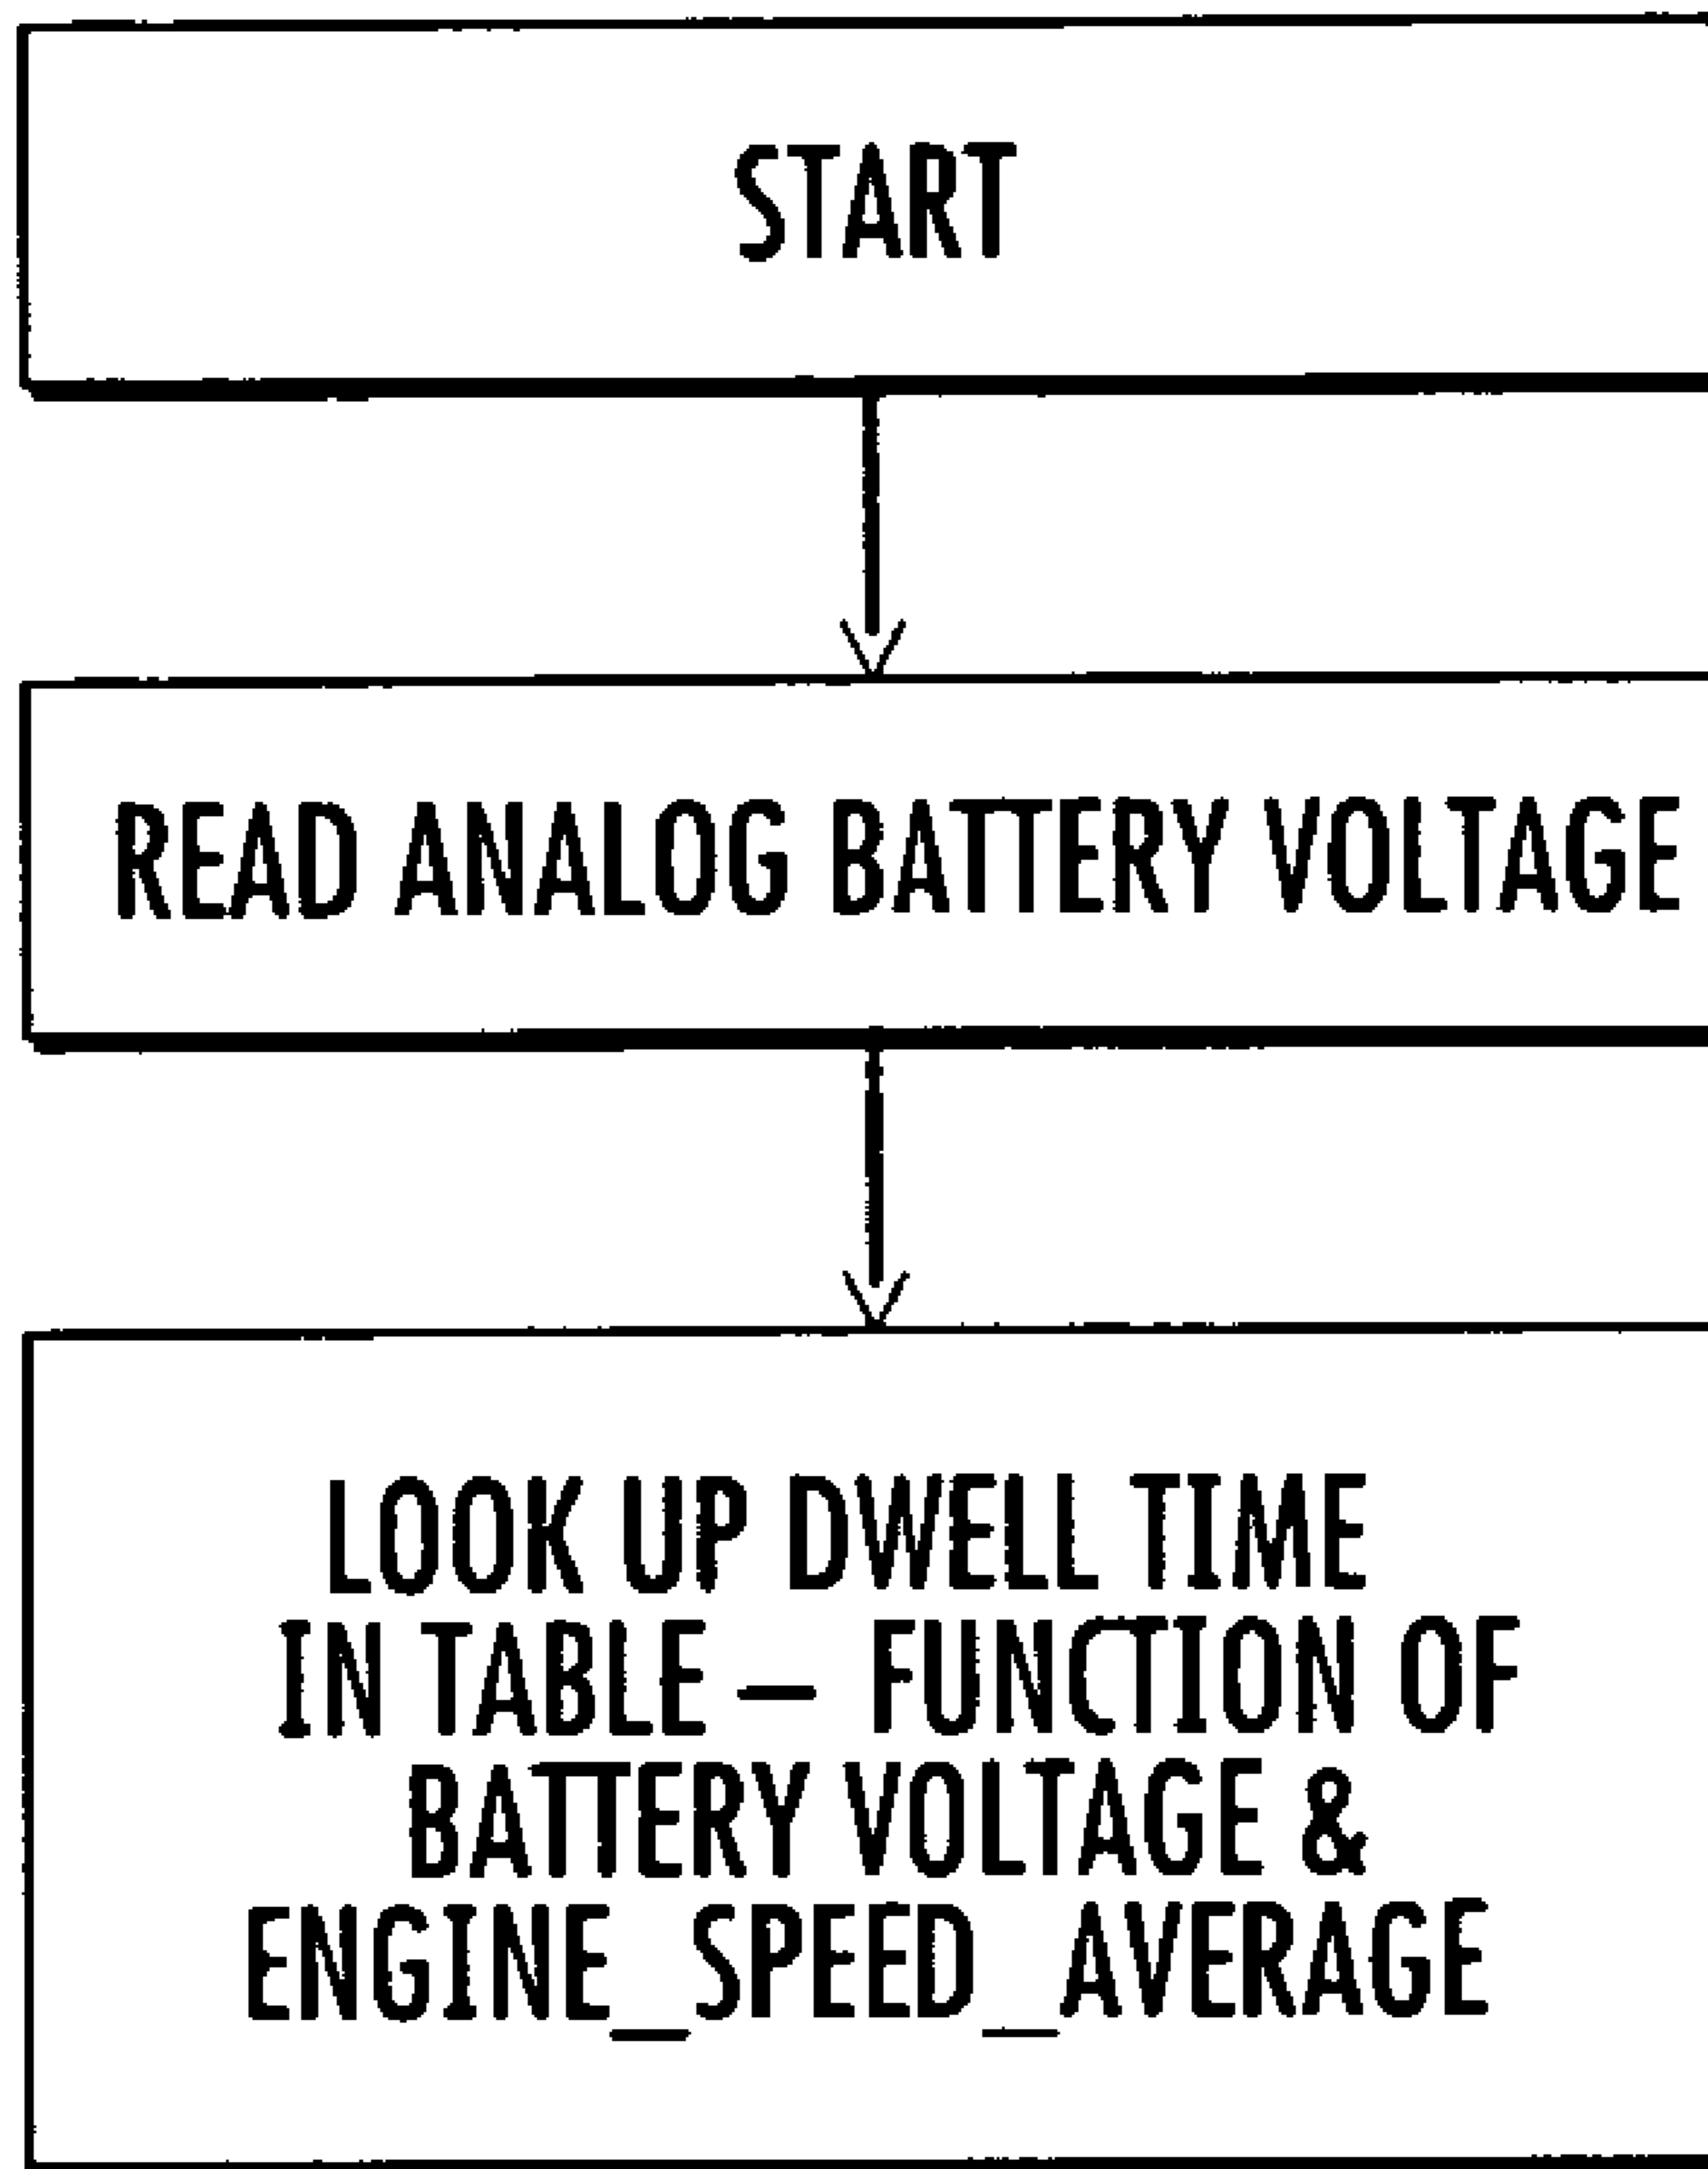 START
READ ANALOG BATTERY VOLTAGE
LOOK UP DWELL TIME
IN TABLE – FUNCTION OF
BATTERY VOLTAGE &
ENGINE_SPEED_AVERAGE